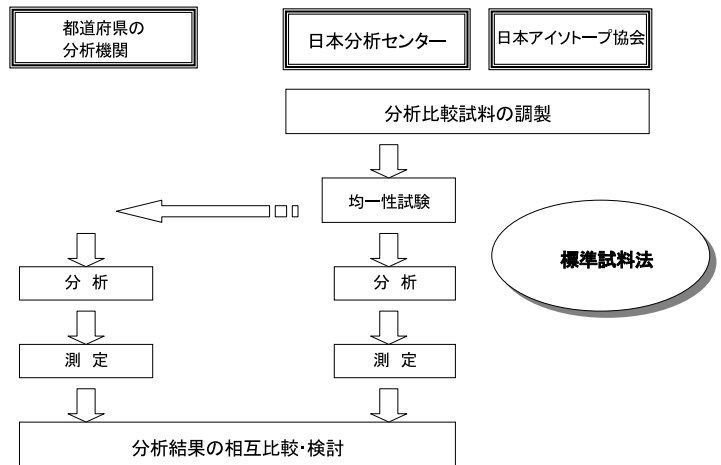 都道府県の
分析機関
日本分析センター
日本アイソトープ協会
分析比較試料の調製
均一性試験
標準試料法
分 析
分 析
測 定
測 定
分析結果の相互比較･検討